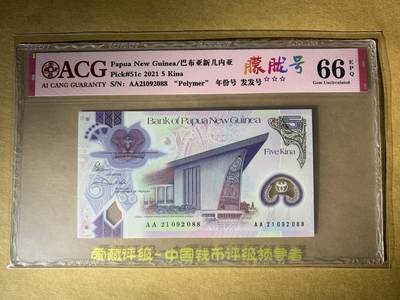 ACG
AI CANG GUARANTY
Papua New Guinea/巴布亚新几内亚
Pick#51c 2021 5 Kina
S/N: AA21092088 "Polymer" 年份号 发发号☆☆☆
朦胧号
66 EPQ
Gem Uncirculated
Bank of Papua New Guinea
5
Five Kina
AA 21092088
AA 21092088
爱藏评级-中国钱币评级领导者